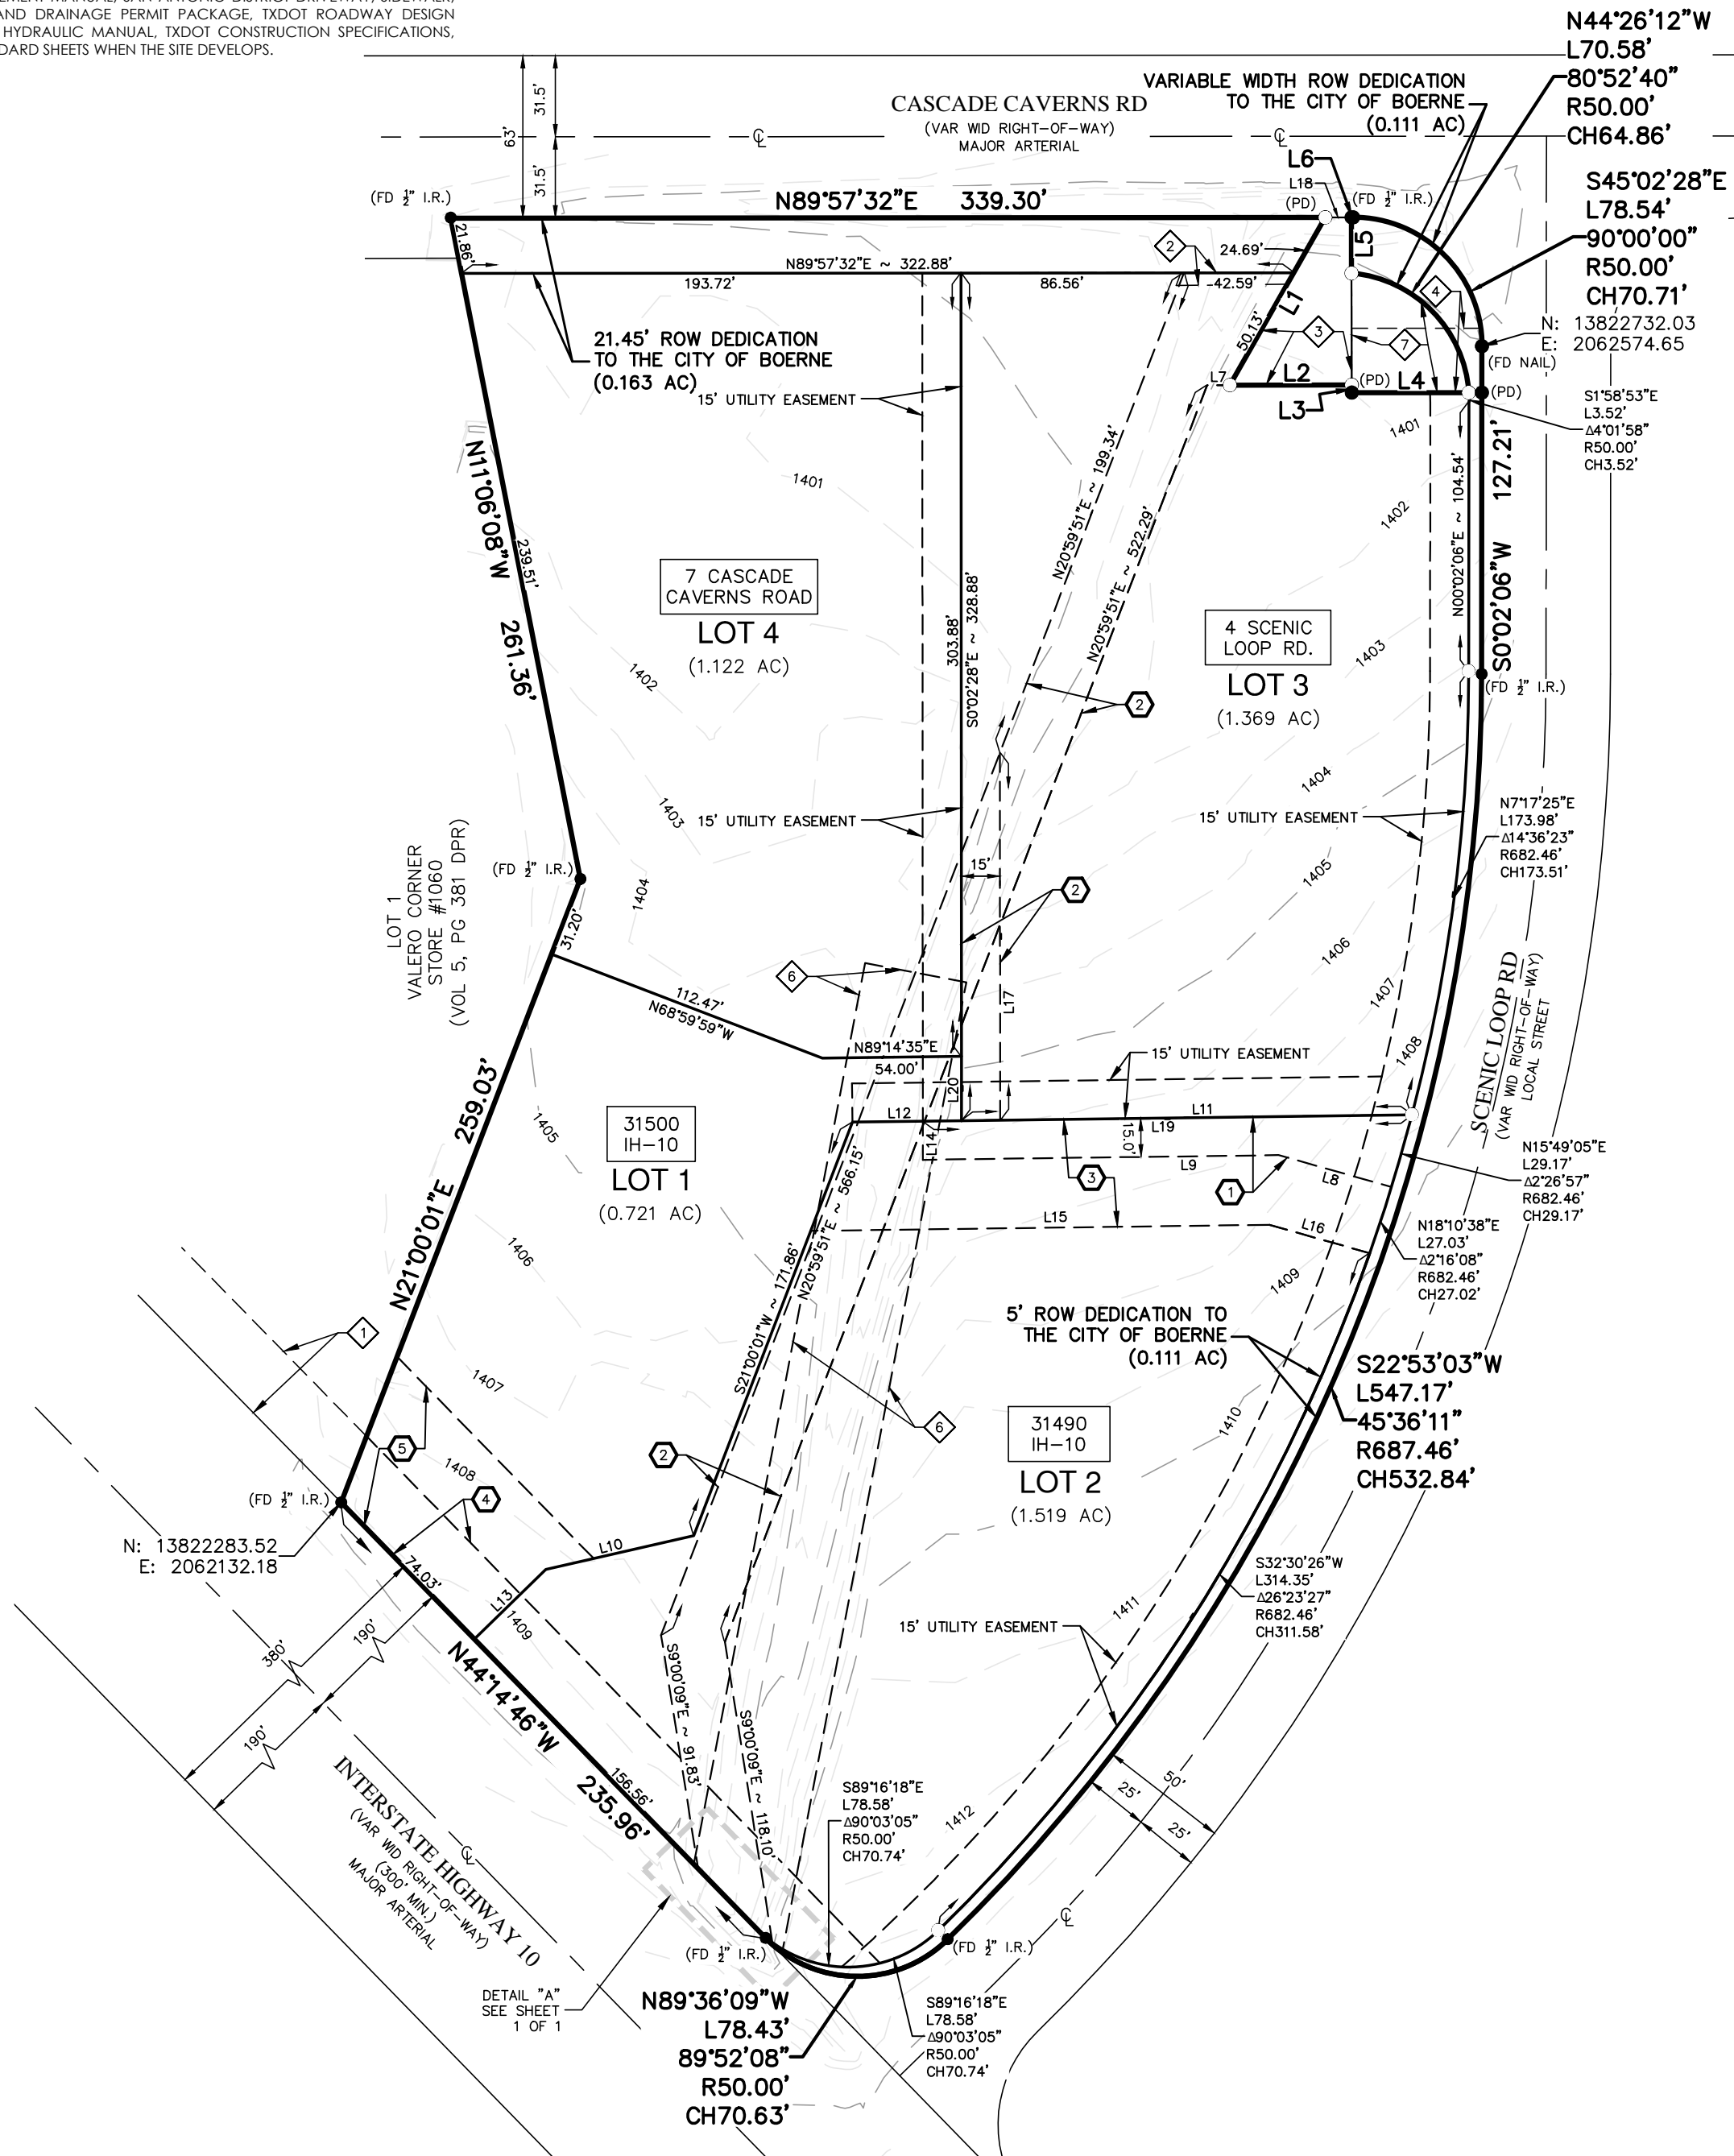 AND DRAINAGE PERMIT PACKAGE, TXDOT ROADWAY DESIGN
HYDRAULIC MANUAL, TXDOT CONSTRUCTION SPECIFICATIONS,
DARD SHEETS WHEN THE SITE DEVELOPS.
N44°26'12"W
L70.58'
80°52'40"
R50.00'
CH64.86'
VARIABLE WIDTH ROW DEDICATION
TO THE CITY OF BOERNE
(0.111 AC)
CASCADE CAVERNS RD
(VAR WID RIGHT-OF-WAY)
MAJOR ARTERIAL
63'
31.5'
31.5'
℄
℄
L6
L18
(PD)
(FD ½" I.R.)
S45°02'28"E
L78.54'
90°00'00"
R50.00'
CH70.71'
(FD ½" I.R.)
N89°57'32"E 339.30'
21.86'
N89°57'32"E ~ 322.88'
193.72'
86.56'
42.59'
24.69'
2
L5
L1
50.13'
3
4
7
N: 13822732.03
E: 2062574.65
(FD NAIL)
21.45' ROW DEDICATION
TO THE CITY OF BOERNE
(0.163 AC)
15' UTILITY EASEMENT
L7
L2
L3
(PD)
L4
(PD)
S1°58'53"E
L3.52'
Δ4°01'58"
R50.00'
CH3.52'
N11°06'08"W 261.36'
239.51'
1401
1401
1402
N20°59'51"E ~ 199.34'
N20°59'51"E ~ 522.29'
N00°02'06"E ~ 104.54'
S0°02'06"W 127.21'
7 CASCADE
CAVERNS ROAD
LOT 4
(1.122 AC)
303.88'
S0°02'28"E ~ 328.88'
4 SCENIC
LOOP RD.
LOT 3
(1.369 AC)
1402
1403
2
(FD ½" I.R.)
1403
1404
15' UTILITY EASEMENT
15' UTILITY EASEMENT
N7°17'25"E
L173.98'
Δ14°36'23"
R682.46'
CH173.51'
LOT 1
VALERO CORNER
STORE #1060
(VOL 5, PG 381 DPR)
(FD ½" I.R.)
1404
31.20'
15'
2
1405
1406
1407
1408
6
112.47'
N68°59'59"W
N89°14'35"E
54.00'
L17
L20
15' UTILITY EASEMENT
SCENIC LOOP RD
(VAR WID RIGHT-OF-WAY)
LOCAL STREET
L12
L11
L19
L14
15.0'
L9
L8
3
1
L15
L16
N15°49'05"E
L29.17'
Δ2°26'57"
R682.46'
CH29.17'
N18°10'38"E
L27.03'
Δ2°16'08"
R682.46'
CH27.02'
N21°00'01"E 259.03'
1405
31500
IH-10
LOT 1
(0.721 AC)
1406
N20°59'51"E ~ 566.15'
S21°00'01"W ~ 171.86'
1409
5' ROW DEDICATION TO
THE CITY OF BOERNE
(0.111 AC)
S22°53'03"W
L547.17'
45°36'11"
R687.46'
CH532.84'
1
1407
6
5
1408
4
2
31490
IH-10
LOT 2
(1.519 AC)
1410
(FD ½" I.R.)
N: 13822283.52
E: 2062132.18
74.03'
L10
L13
1409
380'
190'
190'
S32°30'26"W
L314.35'
Δ26°23'27"
R682.46'
CH311.58'
1411
15' UTILITY EASEMENT
N44°14'46"W 235.96'
156.56'
S9°00'09"E ~ 91.83'
S9°00'09"E ~ 118.10'
INTERSTATE HIGHWAY 10
(VAR WID RIGHT-OF-WAY)
(300' MIN.)
MAJOR ARTERIAL
℄
S89°16'18"E
L78.58'
Δ90°03'05"
R50.00'
CH70.74'
1412
50'
25'
25'
℄
(FD ½" I.R.)
(FD ½" I.R.)
DETAIL "A"
SEE SHEET
1 OF 1
N89°36'09"W
L78.43'
89°52'08"
R50.00'
CH70.63'
S89°16'18"E
L78.58'
Δ90°03'05"
R50.00'
CH70.74'